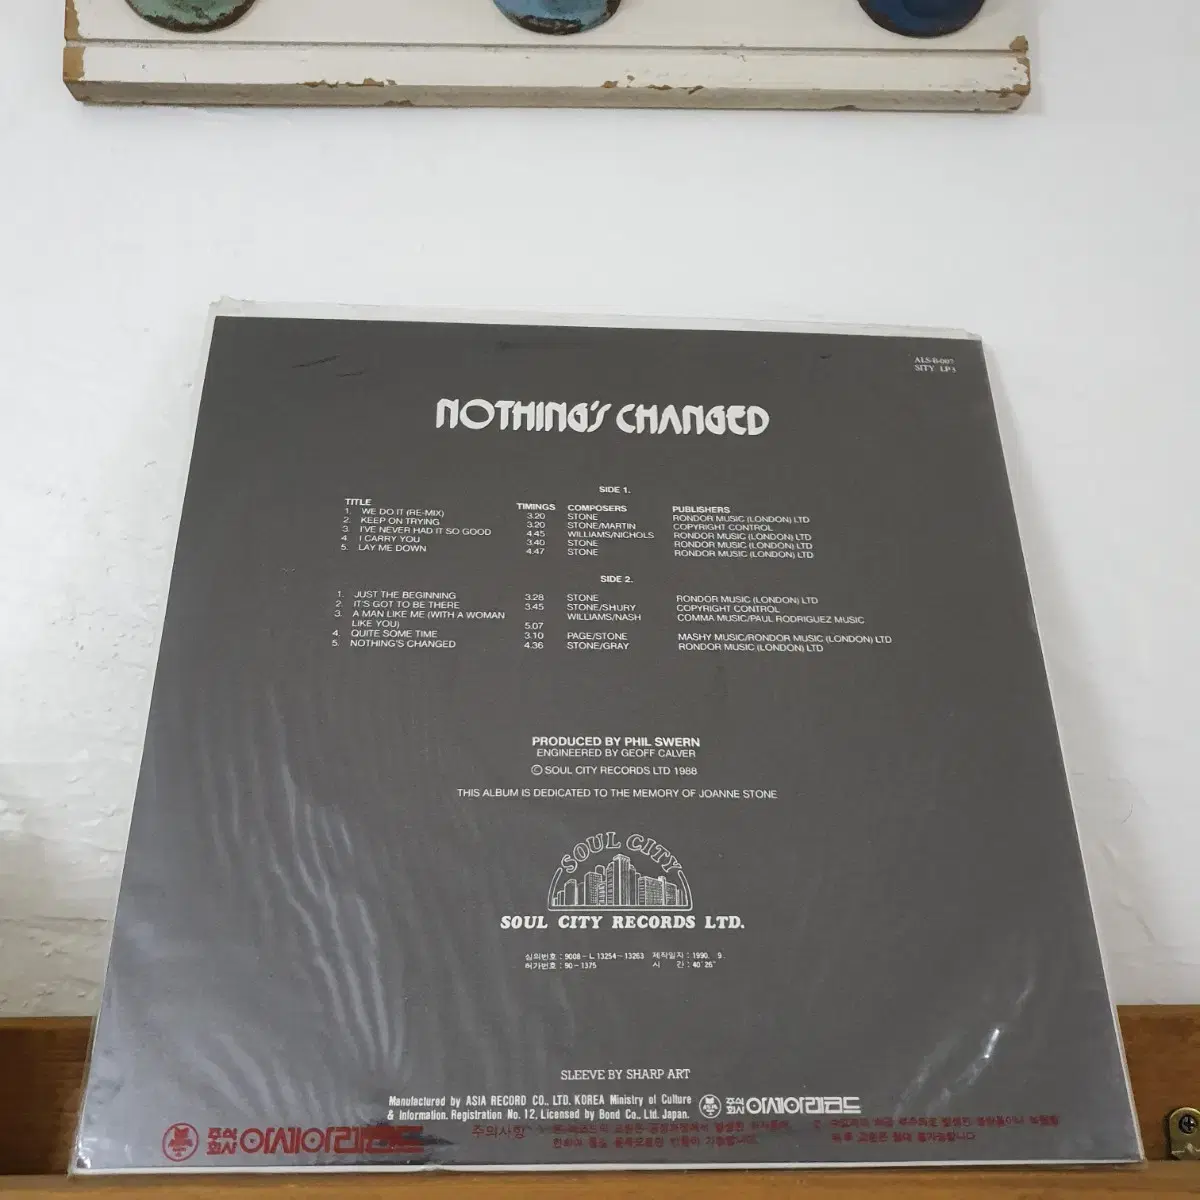 ALS-B-007
SITY LP3
NOTHING'S CHANGED
SIDE 1.
TITLE TIMINGS COMPOSERS PUBLISHERS
1. WE DO IT (RE-MIX) 3.20 STONE RONDOR MUSIC (LONDON) LTD
2. KEEP ON TRYING 3.20 STONE/MARTIN COPYRIGHT CONTROL
3. I'VE NEVER HAD IT SO GOOD 4.45 WILLIAMS/NICHOLS RONDOR MUSIC (LONDON) LTD
4. I CARRY YOU 3.40 STONE RONDOR MUSIC (LONDON) LTD
5. LAY ME DOWN 4.47 STONE RONDOR MUSIC (LONDON) LTD
SIDE 2.
1. JUST THE BEGINNING 3.28 STONE RONDOR MUSIC (LONDON) LTD
2. IT'S GOT TO BE THERE 3.45 STONE/SHURY COPYRIGHT CONTROL
3. A MAN LIKE ME (WITH A WOMAN WILLIAMS/NASH COMMA MUSIC/PAUL RODRIGUEZ MUSIC
LIKE YOU) 5.07
4. QUITE SOME TIME 3.10 PAGE/STONE MASHY MUSIC/RONDOR MUSIC (LONDON) LTD
5. NOTHING'S CHANGED 4.36 STONE/GRAY RONDOR MUSIC (LONDON) LTD
PRODUCED BY PHIL SWERN
ENGINEERED BY GEOFF CALVER
© SOUL CITY RECORDS LTD 1988
THIS ALBUM IS DEDICATED TO THE MEMORY OF JOANNE STONE
SOUL CITY
SOUL CITY RECORDS LTD.
심의번호 : 9008-L 13254-13263 제작일자 : 1990. 9.
허가번호 : 90-1375 시 간 : 40'26"
SLEEVE BY SHARP ART
Manufactured by ASIA RECORD CO., LTD. KOREA Ministry of Culture
& Information. Registration No. 12, Licensed by Bond Co., Ltd. Japan.
주식회사 아세아레코드
주식회사 아세아레코드
주의사항